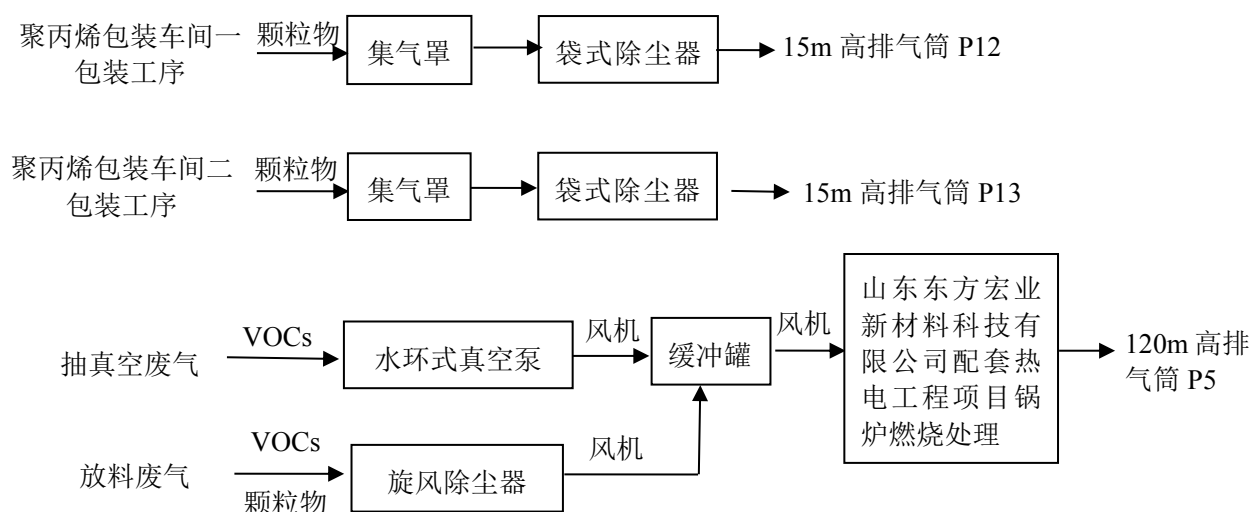 聚丙烯包装车间一
包装工序
颗粒物
集气罩
袋式除尘器
15m 高排气筒 P12
聚丙烯包装车间二
包装工序
颗粒物
集气罩
袋式除尘器
15m 高排气筒 P13
抽真空废气
VOCs
水环式真空泵
风机
缓冲罐
风机
山东东方宏业
新材料科技有
限公司配套热
电工程项目锅
炉燃烧处理
120m 高排
气筒 P5
放料废气
VOCs
颗粒物
旋风除尘器
风机